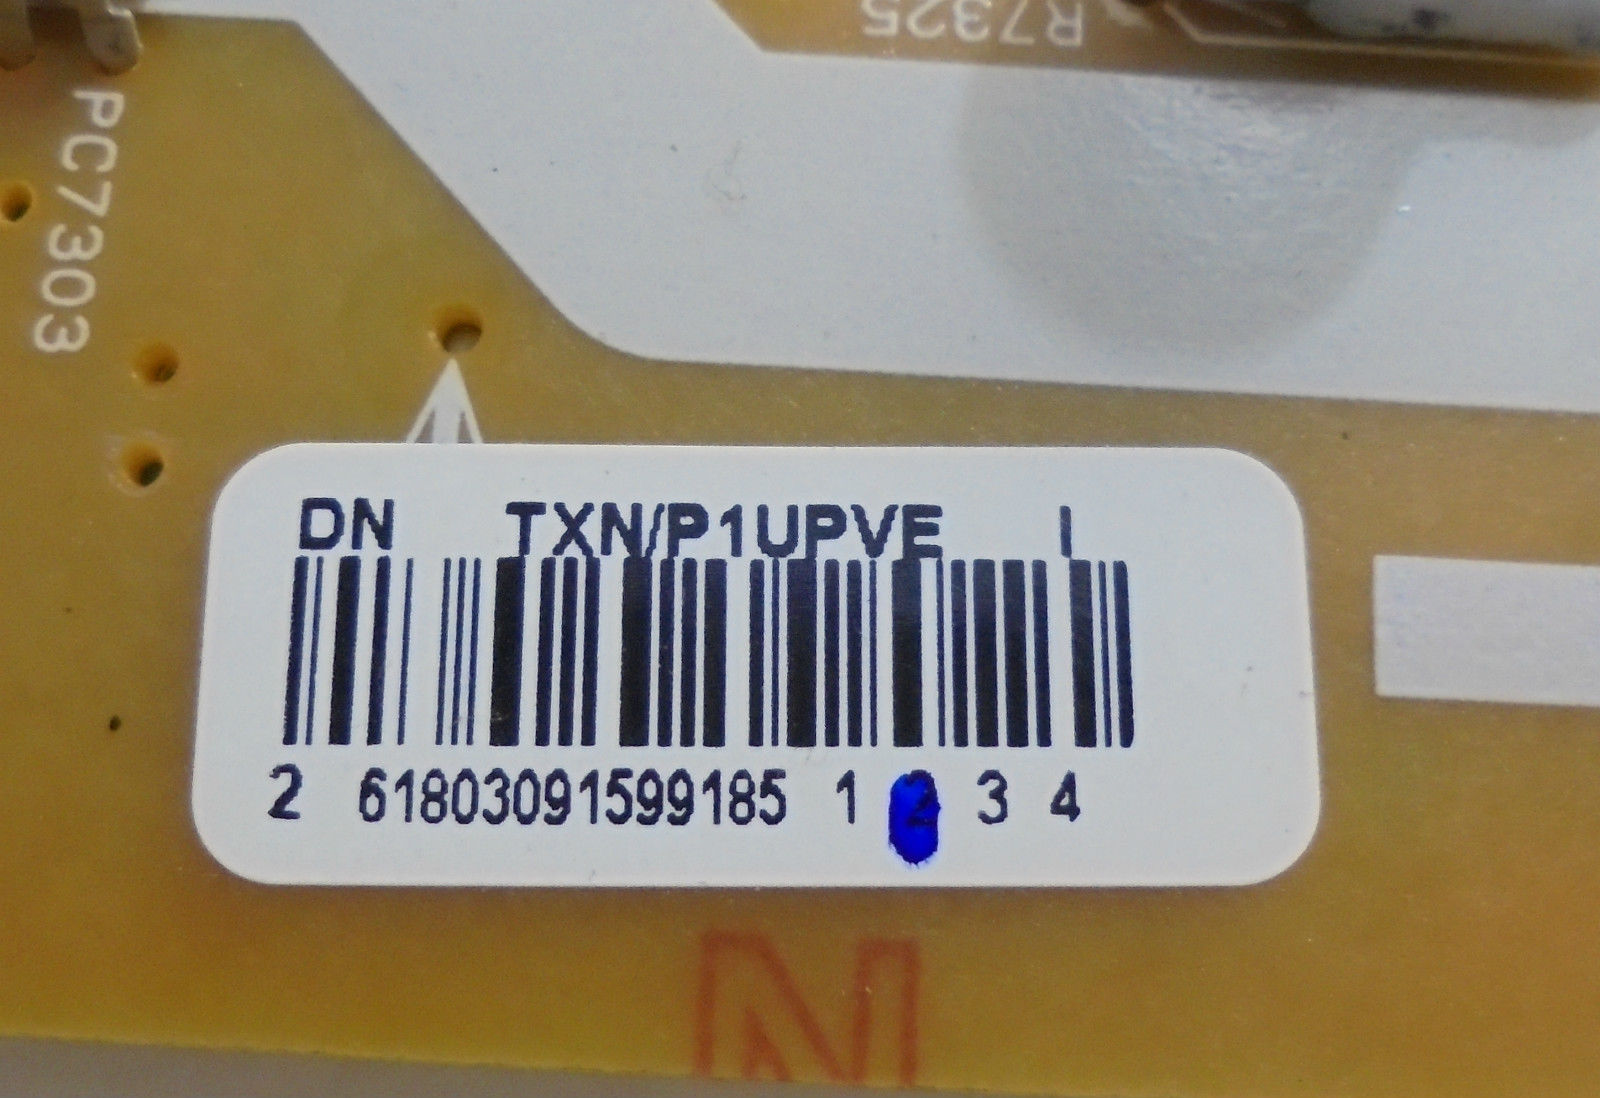 R7325
PC7303
DN TXN/P1UPVE I
2 61803091599185 1 2 3 4
N